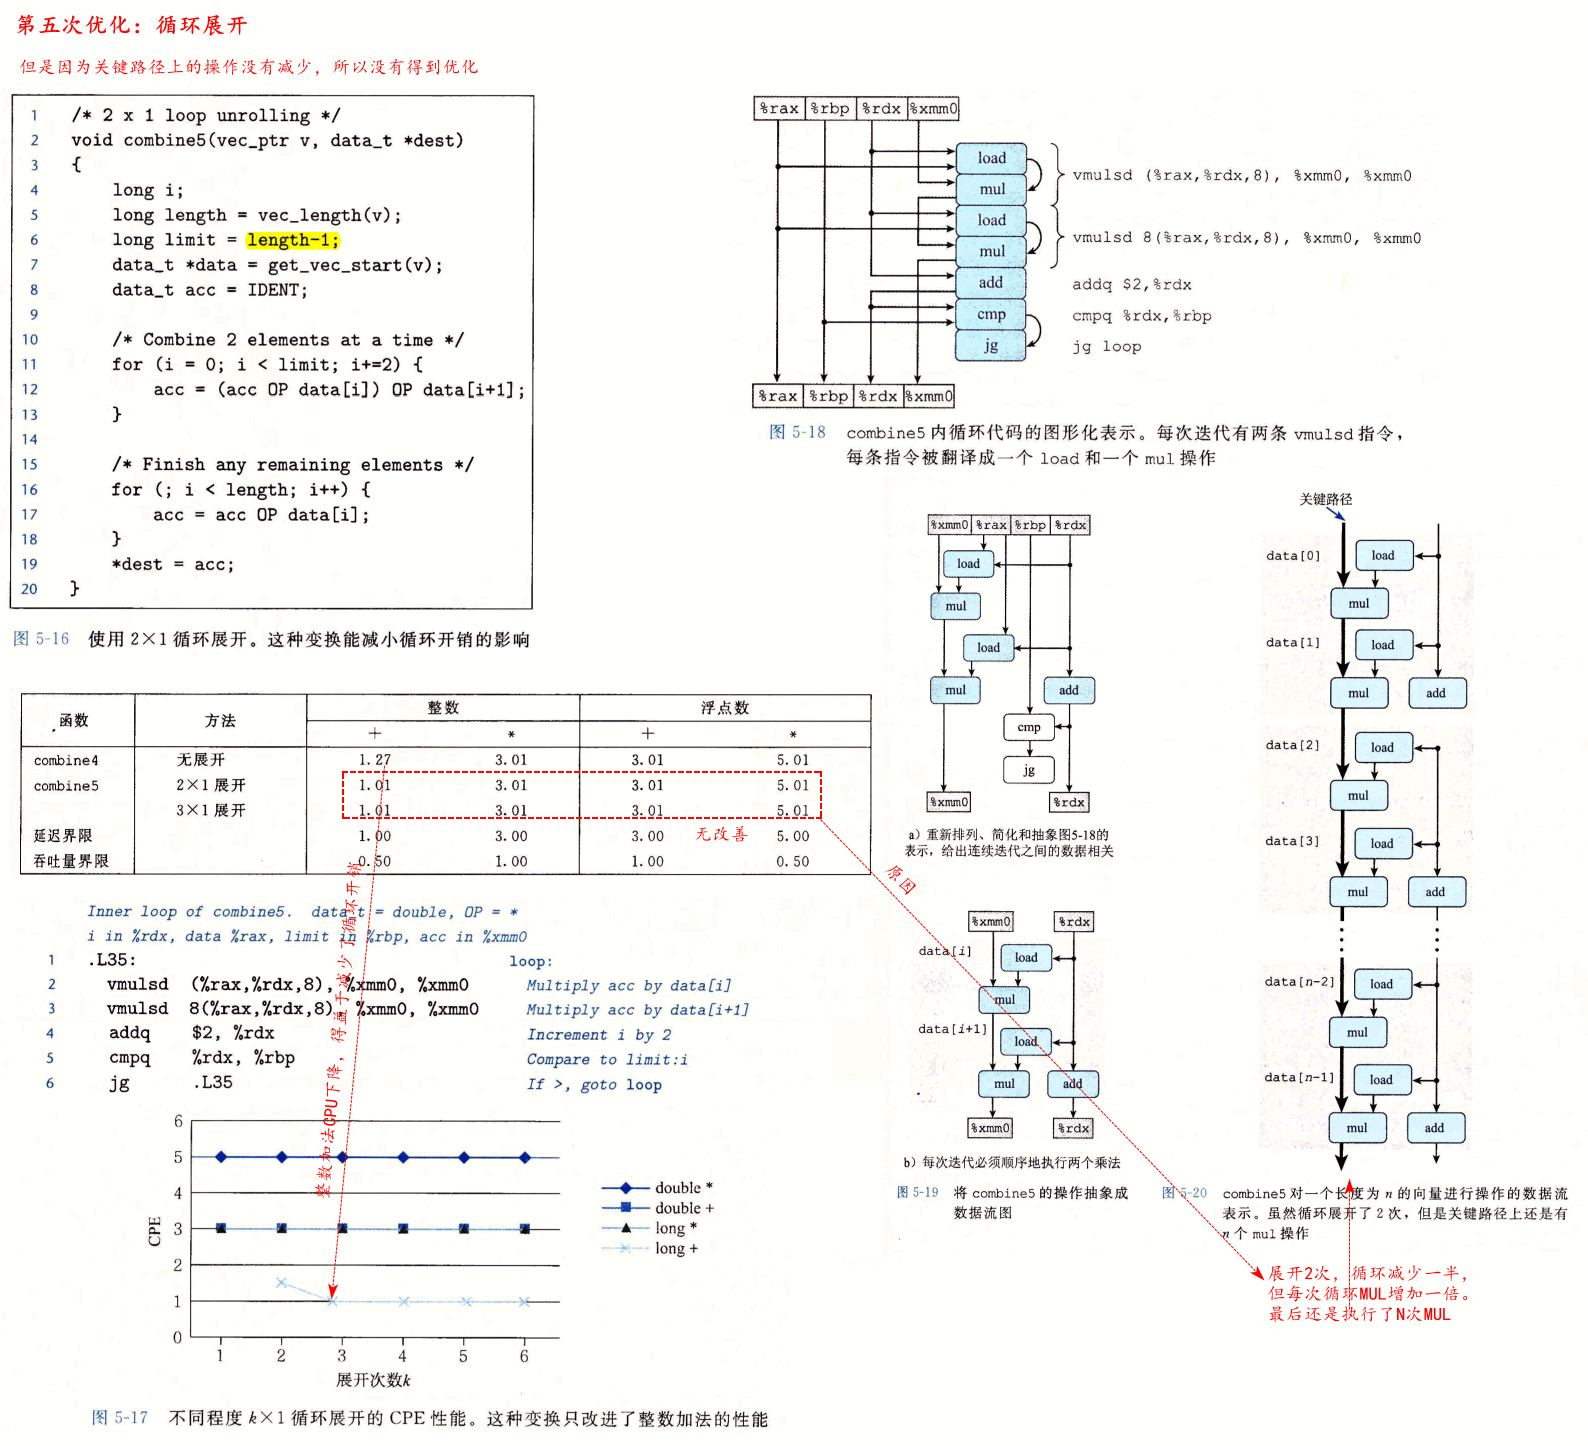 第五次优化：循环展开
但是因为关键路径上的操作没有减少，所以没有得到优化
1 /* 2 x 1 loop unrolling */
2 void combine5(vec_ptr v, data_t *dest)
3 {
4 long i;
5 long length = vec_length(v);
6 long limit = length-1;
7 data_t *data = get_vec_start(v);
8 data_t acc = IDENT;
9
10 /* Combine 2 elements at a time */
11 for (i = 0; i < limit; i+=2) {
12 acc = (acc OP data[i]) OP data[i+1];
13 }
14
15 /* Finish any remaining elements */
16 for (; i < length; i++) {
17 acc = acc OP data[i];
18 }
19 *dest = acc;
20 }
图 5-16 使用 2×1 循环展开。这种变换能减小循环开销的影响
函数 方法 整数 浮点数
+ * + *
combine4 无展开 1.27 3.01 3.01 5.01
combine5 2×1 展开 1.01 3.01 3.01 5.01
3×1 展开 1.01 3.01 3.01 5.01
延迟界限 1.00 3.00 3.00 5.00
吞吐量界限 0.50 1.00 1.00 0.50
无改善
原因
整数加法CPU下降，得益于减少了循环开销
Inner loop of combine5. data_t = double, OP = *
i in %rdx, data %rax, limit in %rbp, acc in %xmm0
1 .L35: loop:
2 vmulsd (%rax,%rdx,8), %xmm0, %xmm0 Multiply acc by data[i]
3 vmulsd 8(%rax,%rdx,8), %xmm0, %xmm0 Multiply acc by data[i+1]
4 addq $2, %rdx Increment i by 2
5 cmpq %rdx, %rbp Compare to limit:i
6 jg .L35 If >, goto loop
CPE
6
5
4
3
2
1
0
1 2 3 4 5 6
展开次数k
double *
double +
long *
long +
图 5-17 不同程度 k×1 循环展开的 CPE 性能。这种变换只改进了整数加法的性能
%rax %rbp %rdx %xmm0
load
mul
vmulsd (%rax,%rdx,8), %xmm0, %xmm0
load
mul
vmulsd 8(%rax,%rdx,8), %xmm0, %xmm0
add addq $2,%rdx
cmp cmpq %rdx,%rbp
jg jg loop
%rax %rbp %rdx %xmm0
图 5-18 combine5 内循环代码的图形化表示。每次迭代有两条 vmulsd 指令，
每条指令被翻译成一个 load 和一个 mul 操作
%xmm0 %rax %rbp %rdx
load
mul
load
mul add
cmp
jg
%xmm0 %rdx
a）重新排列、简化和抽象图5-18的
表示，给出连续迭代之间的数据相关
%xmm0 %rdx
data[i] load
mul
data[i+1] load
mul add
%xmm0 %rdx
b）每次迭代必须顺序地执行两个乘法
图 5-19 将 combine5 的操作抽象成
数据流图
关键路径
data[0] load
mul
data[1] load
mul add
data[2] load
mul
data[3] load
mul add
data[n-2] load
mul
data[n-1] load
mul add
图 5-20 combine5 对一个长度为 n 的向量进行操作的数据流
表示。虽然循环展开了 2 次，但是关键路径上还是有
n 个 mul 操作
展开2次，循环减少一半，
但每次循环MUL增加一倍。
最后还是执行了N次MUL